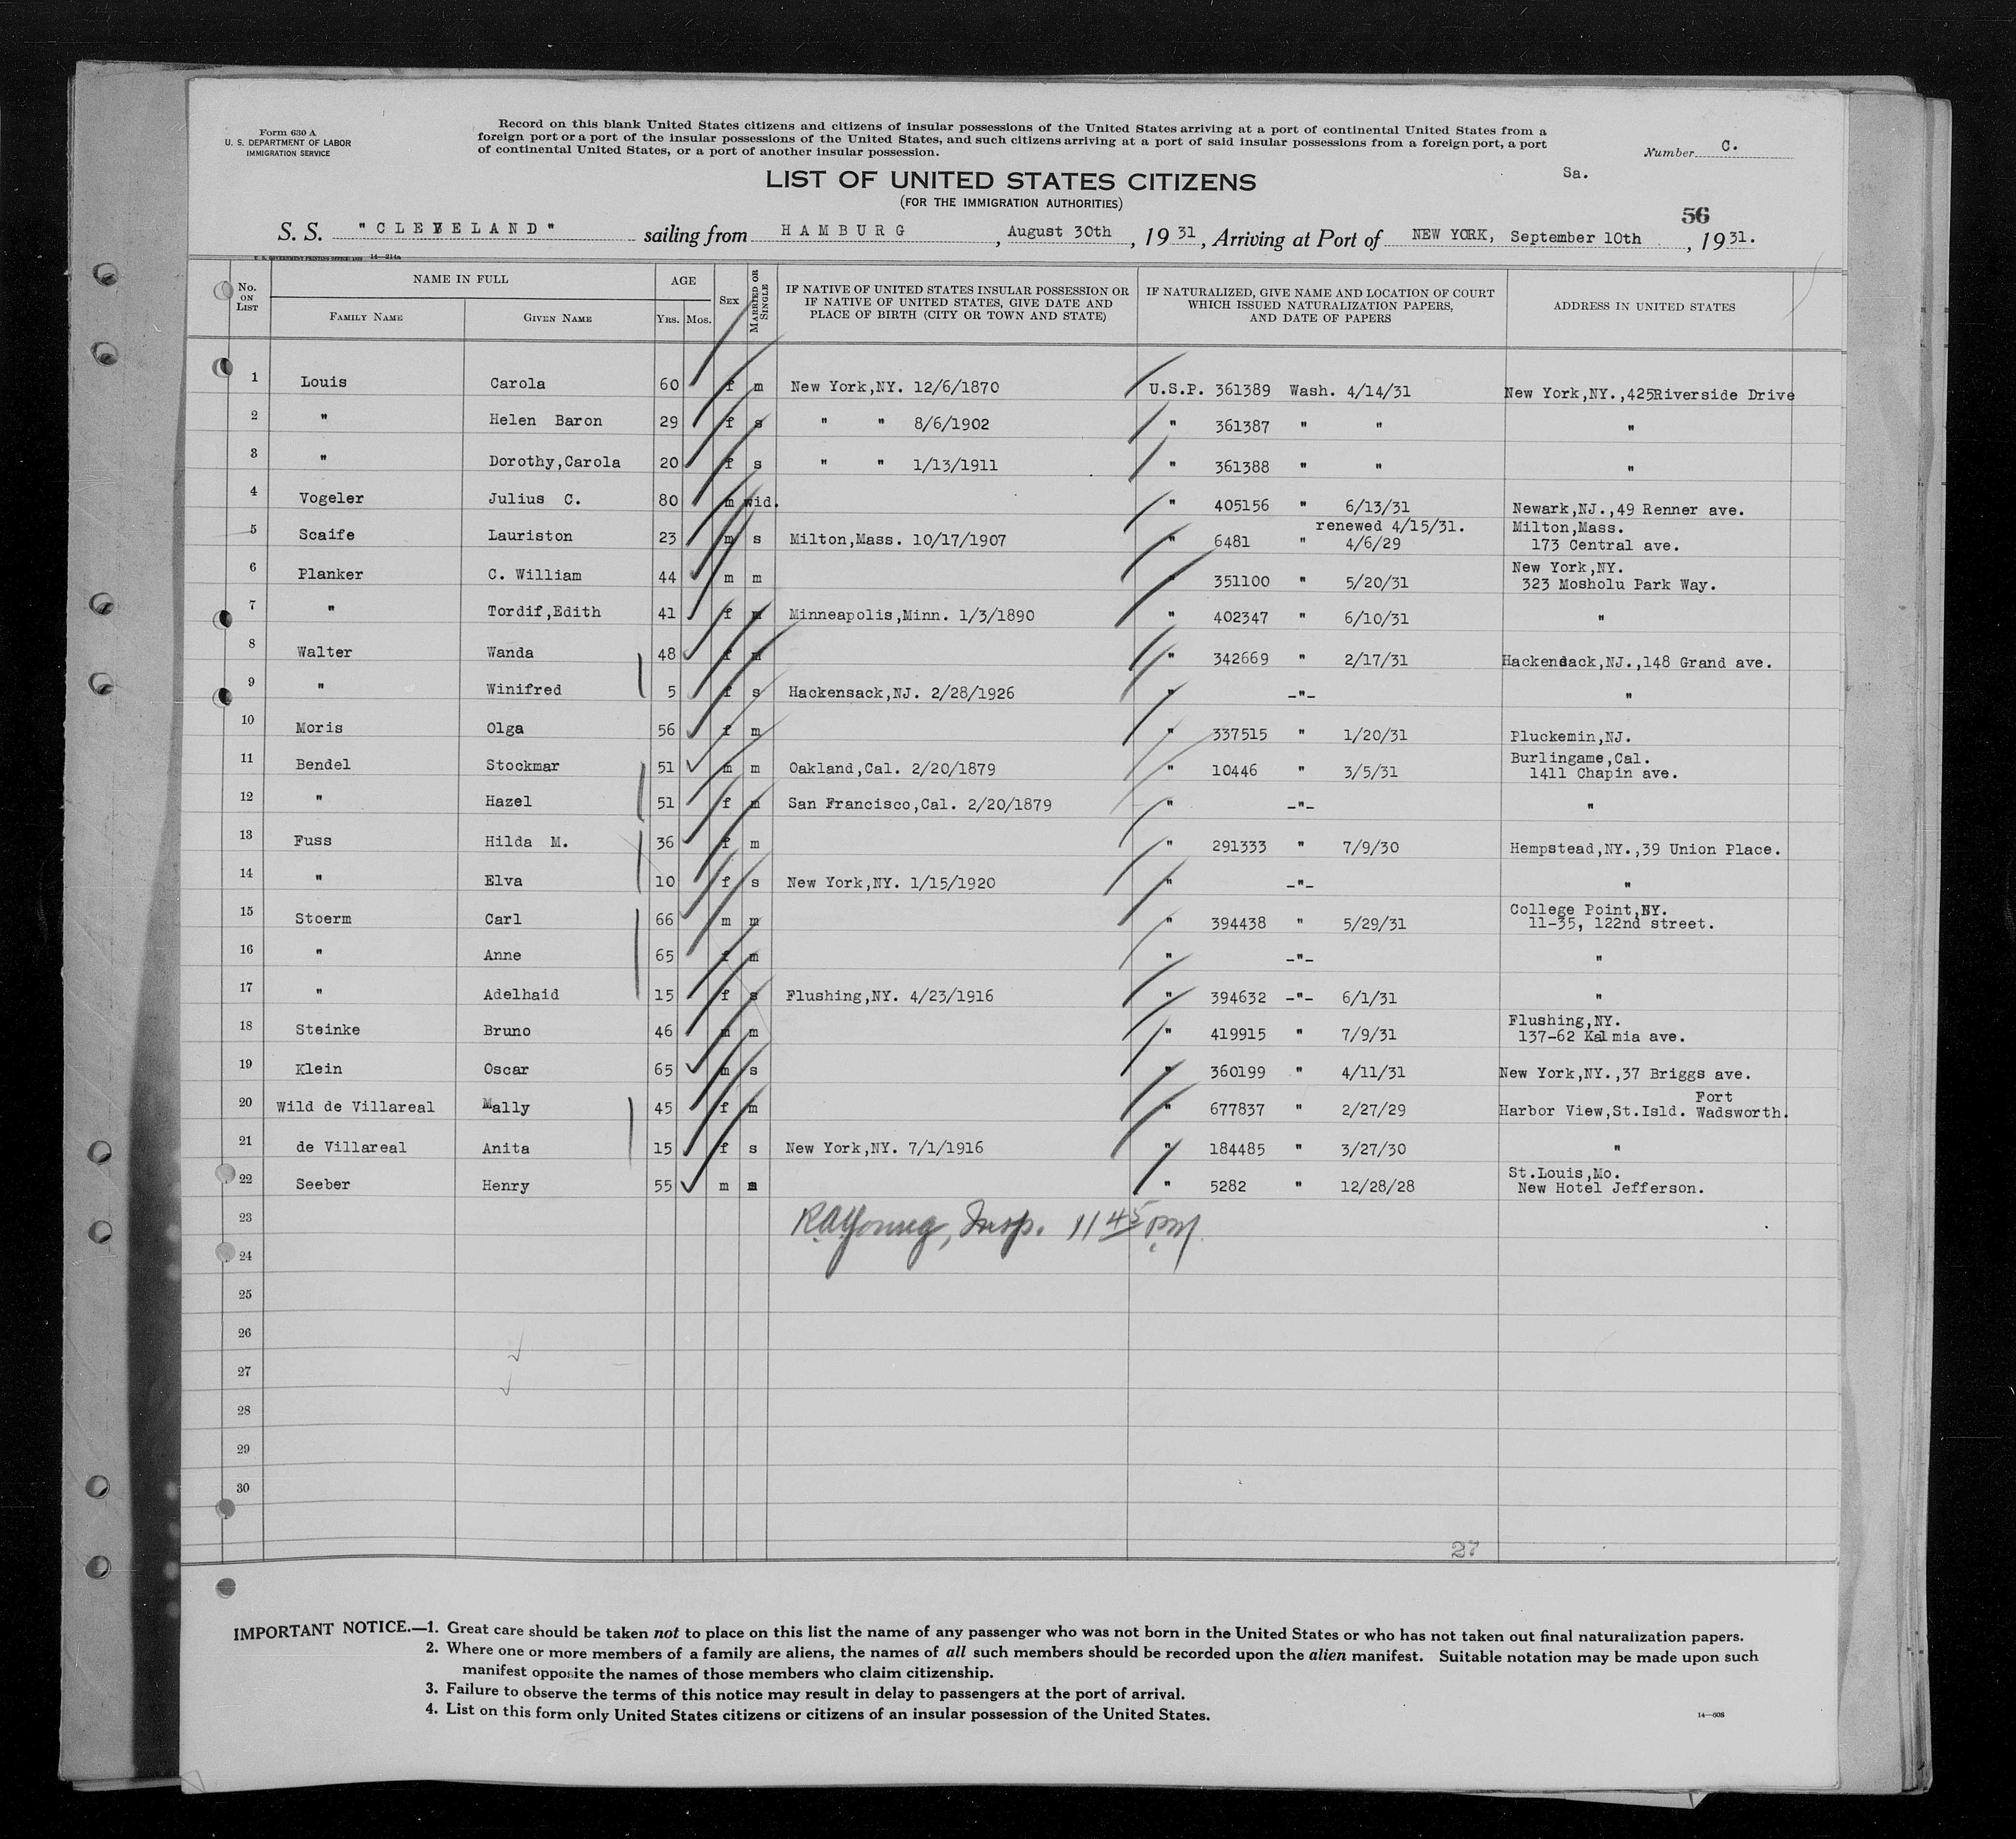 Form 630 A
U. S. DEPARTMENT OF LABOR
IMMIGRATION SERVICE
Record on this blank United States citizens and citizens of insular possessions of the United States arriving at a port of continental United States from a
foreign port or a port of the insular possessions of the United States, and such citizens arriving at a port of said insular possessions from a foreign port, a port
of continental United States, or a port of another insular possession.
Number C.
Sa.
LIST OF UNITED STATES CITIZENS
(FOR THE IMMIGRATION AUTHORITIES)
56
S. S. "CLEVELAND" sailing from HAMBURG, August 30th, 1931, Arriving at Port of NEW YORK, September 10th, 1931.
U. S. GOVERNMENT PRINTING OFFICE: 1929 14—214a
No. ON LIST
NAME IN FULL
FAMILY NAME
GIVEN NAME
AGE
YRS. MOS.
SEX
MARRIED OR SINGLE
IF NATIVE OF UNITED STATES INSULAR POSSESSION OR
IF NATIVE OF UNITED STATES, GIVE DATE AND
PLACE OF BIRTH (CITY OR TOWN AND STATE)
IF NATURALIZED, GIVE NAME AND LOCATION OF COURT
WHICH ISSUED NATURALIZATION PAPERS,
AND DATE OF PAPERS
ADDRESS IN UNITED STATES
1 Louis Carola 60 f m New York,NY. 12/6/1870 U.S.P. 361389 Wash. 4/14/31 New York,NY.,425Riverside Drive
2 " Helen Baron 29 f s " " 8/6/1902 " 361387 " " "
3 " Dorothy,Carola 20 f s " " 1/13/1911 " 361388 " " "
4 Vogeler Julius C. 80 m wid. " 405156 " 6/13/31 Newark,NJ.,49 Renner ave.
renewed 4/15/31. Milton,Mass.
5 Scaife Lauriston 23 m s Milton,Mass. 10/17/1907 " 6481 " 4/6/29 173 Central ave.
New York,NY.
6 Planker C. William 44 m m " 351100 " 5/20/31 323 Mosholu Park Way.
7 " Tordif,Edith 41 f m Minneapolis,Minn. 1/3/1890 " 402347 " 6/10/31 "
8 Walter Wanda 48 f m " 342669 " 2/17/31 Hackensack,NJ.,148 Grand ave.
9 " Winifred 5 f s Hackensack,NJ. 2/28/1926 " -"- "
10 Moris Olga 56 f m " 337515 " 1/20/31 Pluckemin,NJ.
Burlingame,Cal.
11 Bendel Stockmar 51 m m Oakland,Cal. 2/20/1879 " 10446 " 3/5/31 1411 Chapin ave.
12 " Hazel 51 f m San Francisco,Cal. 2/20/1879 " -"- "
13 Fuss Hilda M. 36 f m " 291333 " 7/9/30 Hempstead,NY.,39 Union Place.
14 " Elva 10 f s New York,NY. 1/15/1920 " -"- "
College Point,NY.
15 Stoerm Carl 66 m m " 394438 " 5/29/31 11-35, 122nd street.
16 " Anne 65 f m " -"- "
17 " Adelhaid 15 f s Flushing,NY. 4/23/1916 " 394632 -"- 6/1/31 "
Flushing,NY.
18 Steinke Bruno 46 m m " 419915 " 7/9/31 137-62 Kalmia ave.
19 Klein Oscar 65 m s " 360199 " 4/11/31 New York,NY.,37 Briggs ave.
Fort
20 Wild de Villareal Mally 45 f m " 677837 " 2/27/29 Harbor View,St.Isld. Wadsworth.
21 de Villareal Anita 15 f s New York,NY. 7/1/1916 " 184485 " 3/27/30 "
St.Louis,Mo.
22 Seeber Henry 55 m " 5282 " 12/28/28 New Hotel Jefferson.
23 R.A.Young, Insp. 11 45 P.M.
24
25
26
27
28
29
30
27
IMPORTANT NOTICE.—1. Great care should be taken not to place on this list the name of any passenger who was not born in the United States or who has not taken out final naturalization papers.
2. Where one or more members of a family are aliens, the names of all such members should be recorded upon the alien manifest. Suitable notation may be made upon such
manifest opposite the names of those members who claim citizenship.
3. Failure to observe the terms of this notice may result in delay to passengers at the port of arrival.
4. List on this form only United States citizens or citizens of an insular possession of the United States.
14—608